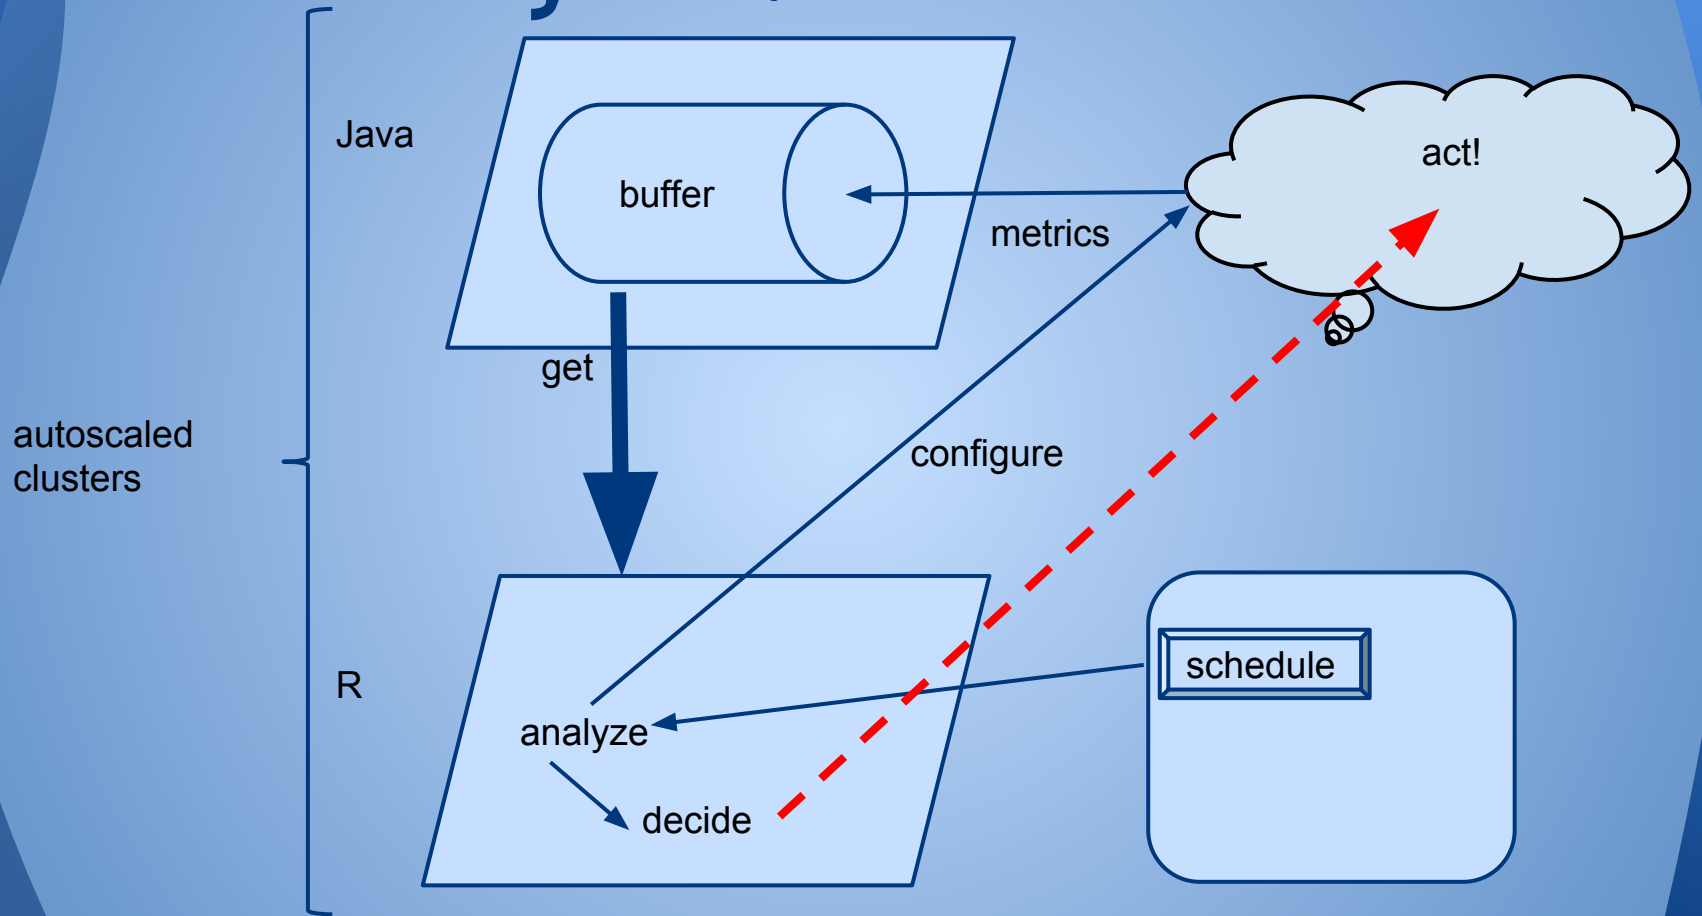 Java
buffer
act!
metrics
get
autoscaled
clusters
configure
R
schedule
analyze
decide